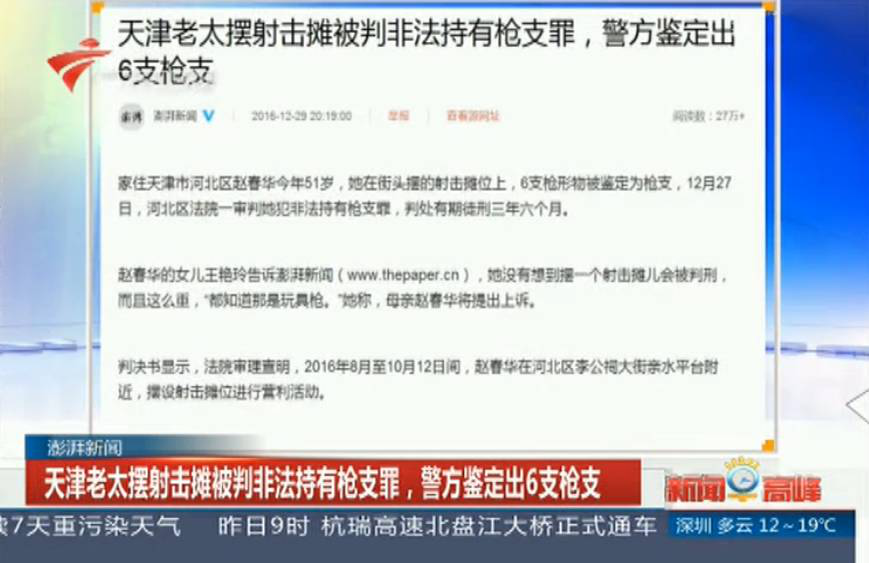 天津老太摆射击摊被判非法持有枪支罪，警方鉴定出
6支枪支
澎湃新闻 2016-12-29 20:19:00 举报 查看源网址 阅读数：27万+
家住天津市河北区赵春华今年51岁，她在街头摆的射击摊位上，6支枪形物被鉴定为枪支，12月27
日，河北区法院一审判她犯非法持有枪支罪，判处有期徒刑三年六个月。
赵春华的女儿王艳玲告诉澎湃新闻（www.thepaper.cn），她没有想到摆一个射击摊儿会被判刑，
而且这么重，“都知道那是玩具枪。”她称，母亲赵春华将提出上诉。
判决书显示，法院审理查明，2016年8月至10月12日间，赵春华在河北区李公祠大街亲水平台附
近，摆设射击摊位进行营利活动。
澎湃新闻
天津老太摆射击摊被判非法持有枪支罪，警方鉴定出6支枪支
新闻高峰
续7天重污染天气 昨日9时 杭瑞高速北盘江大桥正式通车
深圳 多云 12～19℃